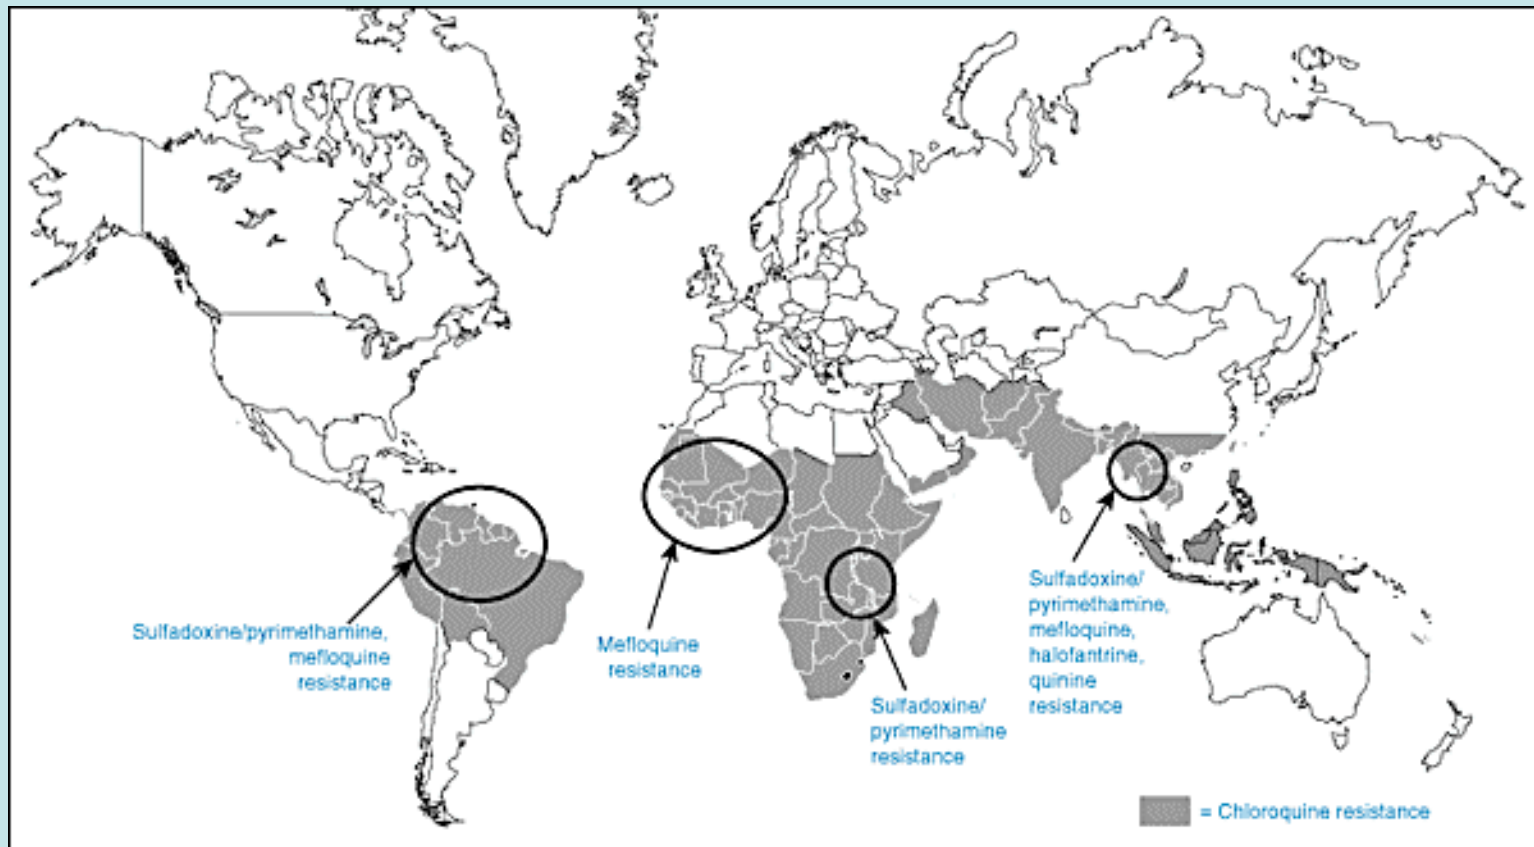 Sulfadoxine/pyrimethamine,
mefloquine
resistance
Mefloquine
resistance
Sulfadoxine/
pyrimethamine
resistance
Sulfadoxine/
pyrimethamine,
mefloquine,
halofantrine,
quinine
resistance
= Chloroquine resistance